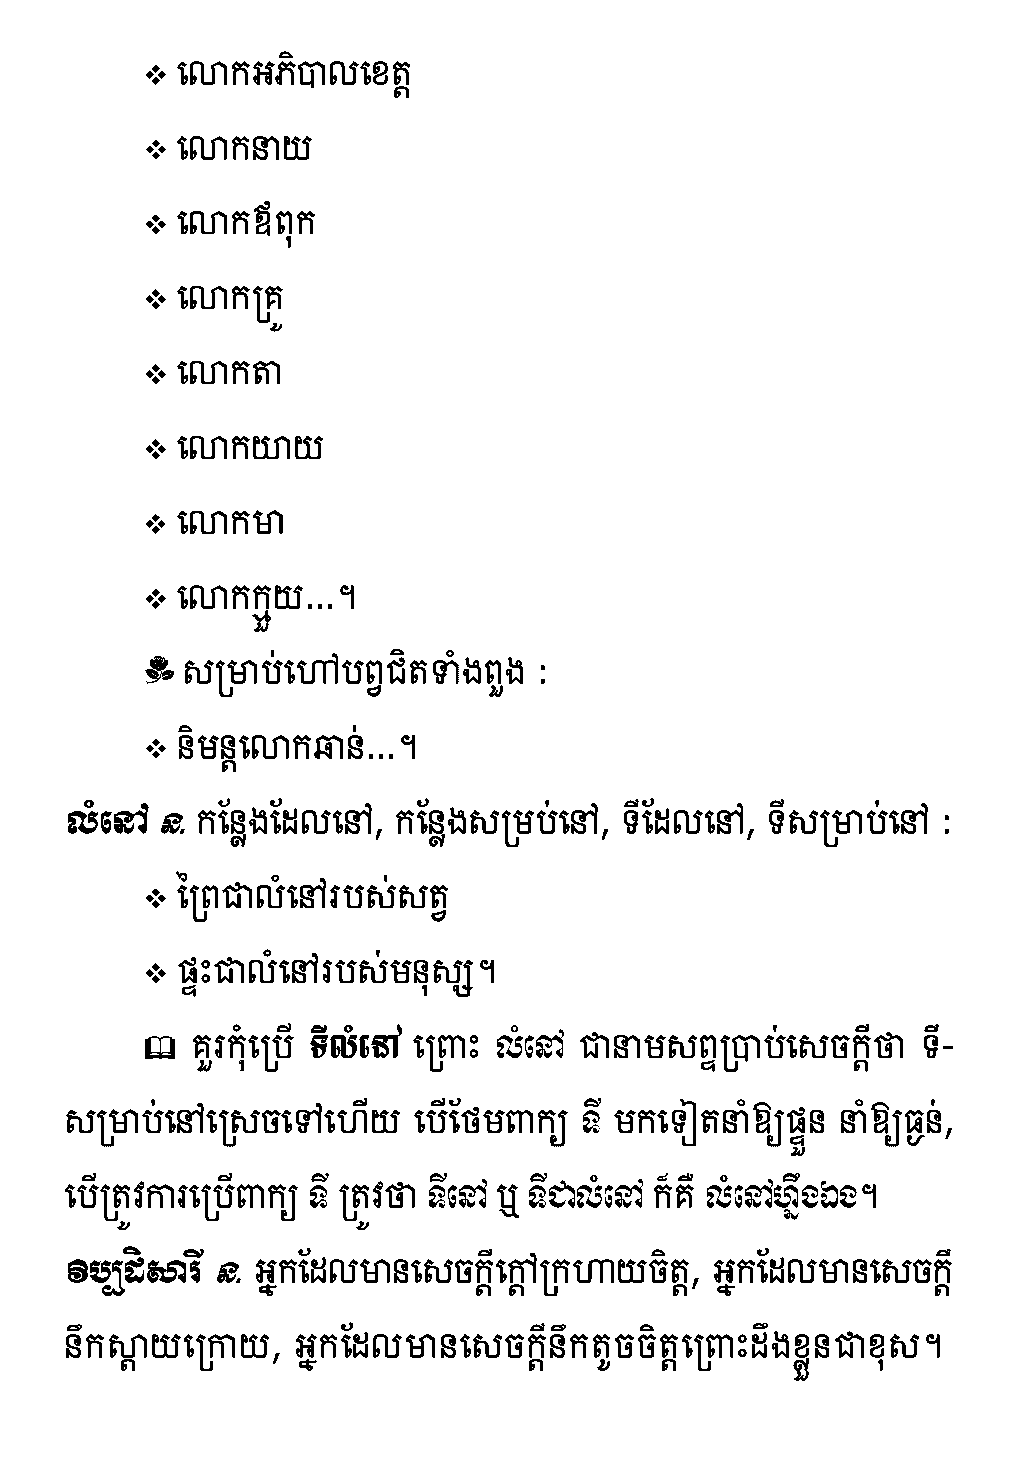 ❖ លោកអភិបាលខេត្ត
❖ លោកនាយ
❖ លោកឪពុក
❖ លោកគ្រូ
❖ លោកតា
❖ លោកយាយ
❖ លោកមា
❖ លោកក្មួយ...។
សម្រាប់ហៅបព្វជិតទាំងពួង :
❖ និមន្តលោកឆាន់...។
លំនៅ ន. កន្លែងដែលនៅ, កន្លែងសម្រប់នៅ, ទីដែលនៅ, ទីសម្រាប់នៅ :
❖ ព្រៃជាលំនៅរបស់សត្វ
❖ ផ្ទះជាលំនៅរបស់មនុស្ស។
🕮 គួរកុំប្រើ ទីលំនៅ ព្រោះ លំនៅ ជានាមសព្ទប្រាប់សេចក្ដីថា ទី-
សម្រាប់នៅស្រេចទៅហើយ បើថែមពាក្យ ទី មកទៀតនាំឱ្យផ្ទួន នាំឱ្យធ្ងន់,
បើត្រូវការប្រើពាក្យ ទី ត្រូវថា ទីនៅ ឬ ទីជាលំនៅ ក៏គឺ លំនៅហ្នឹងឯង។
វិប្បដិសារី ន. អ្នកដែលមានសេចក្ដីក្ដៅក្រហាយចិត្ត, អ្នកដែលមានសេចក្ដី
នឹកស្ដាយក្រោយ, អ្នកដែលមានសេចក្ដីនឹកតូចចិត្តព្រោះដឹងខ្លួនជាខុស។